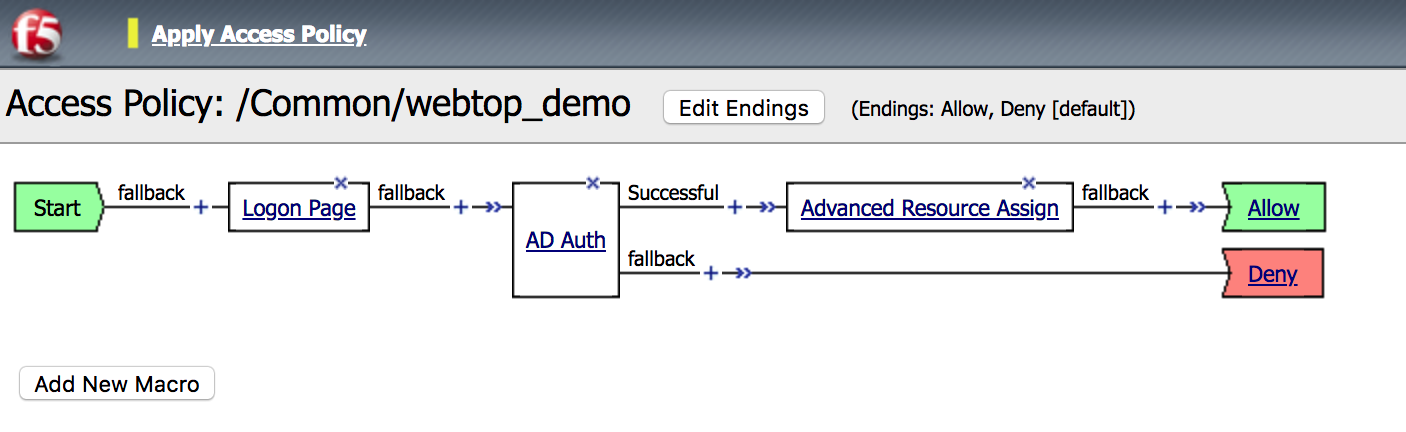 f5
Apply Access Policy
Access Policy: /Common/webtop_demo Edit Endings (Endings: Allow, Deny [default])
Start fallback + Logon Page fallback + AD Auth Successful + Advanced Resource Assign fallback + Allow
fallback + Deny
Add New Macro